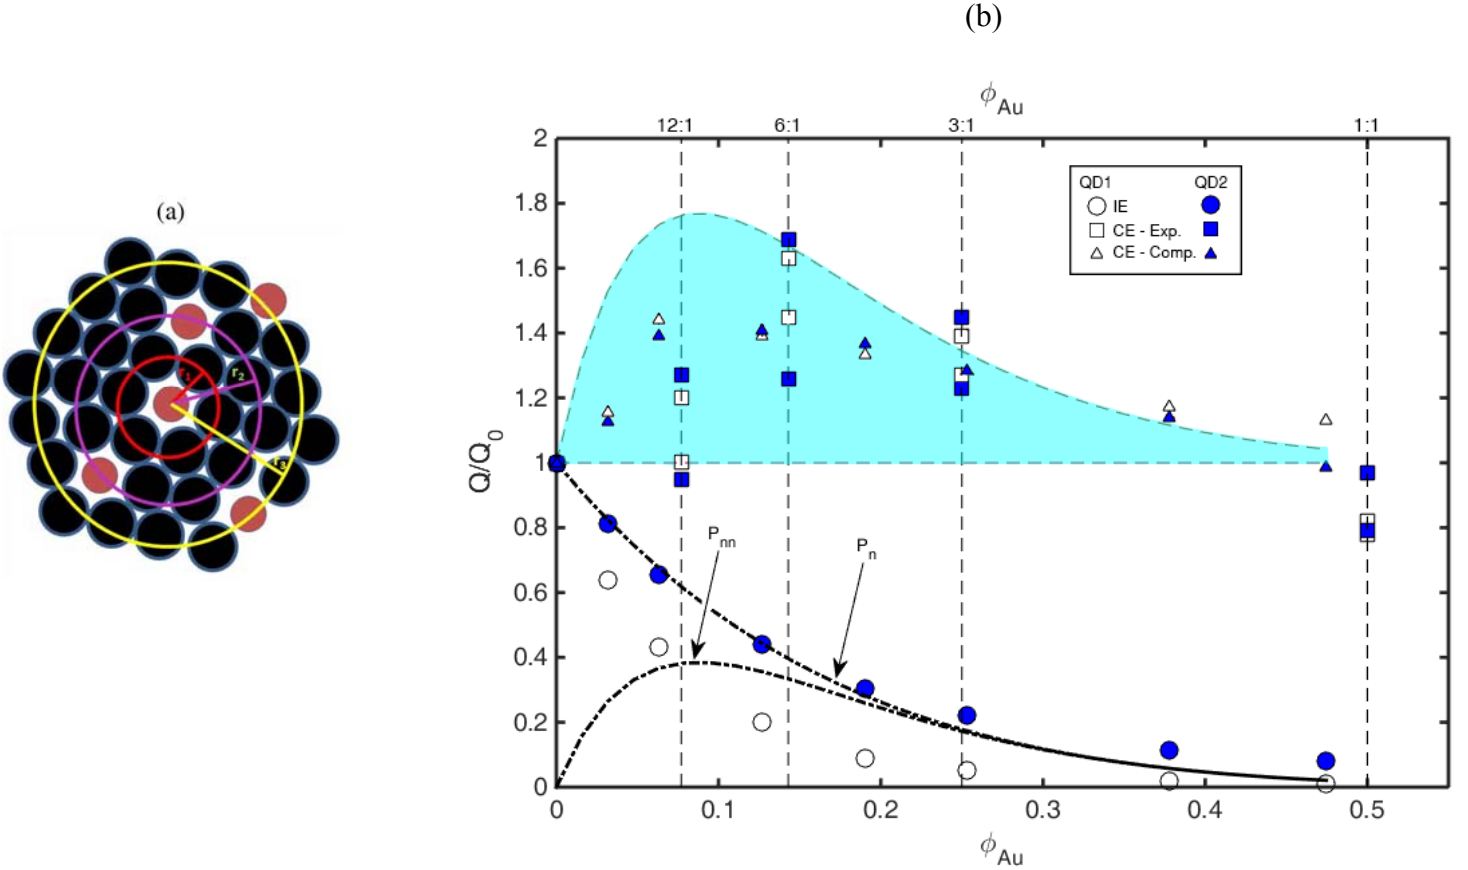 (b)
(a)
r1
r2
r3
ϕAu
12:1 6:1 3:1 1:1
2
1.8
1.6
1.4
1.2
1
0.8
0.6
0.4
0.2
0
Q/Q0
QD1 QD2
IE
CE - Exp.
CE - Comp.
Pnn
Pn
0 0.1 0.2 0.3 0.4 0.5
ϕAu